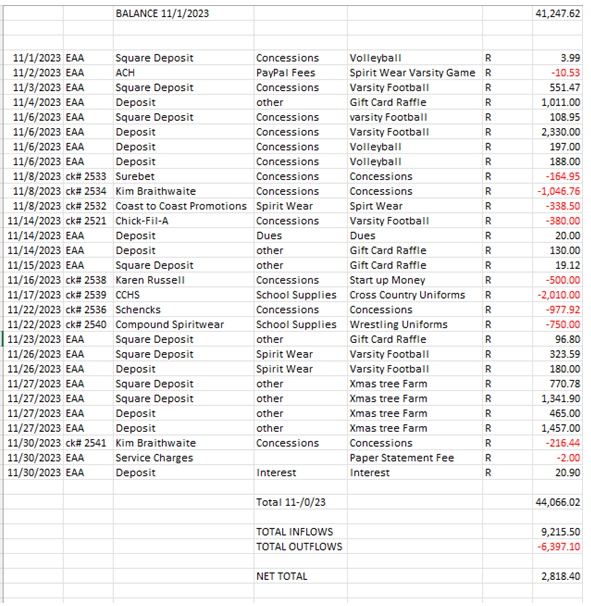 BALANCE 11/1/2023 41,247.62
11/1/2023 EAA Square Deposit Concessions Volleyball R 3.99
11/2/2023 EAA ACH PayPal Fees Spirit Wear Varsity Game R -10.53
11/3/2023 EAA Square Deposit Concessions Varsity Football R 551.47
11/4/2023 EAA Deposit other Gift Card Raffle R 1,011.00
11/6/2023 EAA Square Deposit Concessions varsity Football R 108.95
11/6/2023 EAA Deposit Concessions Varsity Football R 2,330.00
11/6/2023 EAA Deposit Concessions Volleyball R 197.00
11/6/2023 EAA Deposit Concessions Volleyball R 188.00
11/8/2023 ck# 2533 Surebet Concessions Concessions R -164.95
11/8/2023 ck# 2534 Kim Braithwaite Concessions Concessions R -1,046.76
11/8/2023 ck# 2532 Coast to Coast Promotions Spirit Wear Spirt Wear R -338.50
11/14/2023 ck# 2521 Chick-Fil-A Concessions Varsity Football R -380.00
11/14/2023 EAA Deposit Dues Dues R 20.00
11/14/2023 EAA Deposit other Gift Card Raffle R 130.00
11/15/2023 EAA Square Deposit other Gift Card Raffle R 19.12
11/16/2023 ck# 2538 Karen Russell Concessions Start up Money R -500.00
11/17/2023 ck# 2539 CCHS School Supplies Cross Country Uniforms R -2,010.00
11/22/2023 ck# 2536 Schencks Concessions Concessions R -977.92
11/22/2023 ck# 2540 Compound Spiritwear School Supplies Wrestling Uniforms R -750.00
11/23/2023 EAA Square Deposit other Gift Card Raffle R 96.80
11/26/2023 EAA Square Deposit Spirit Wear Varsity Football R 323.59
11/26/2023 EAA Deposit Spirit Wear Varsity Football R 180.00
11/27/2023 EAA Square Deposit other Xmas tree Farm R 770.78
11/27/2023 EAA Square Deposit other Xmas tree Farm R 1,341.90
11/27/2023 EAA Deposit other Xmas tree Farm R 465.00
11/27/2023 EAA Deposit other Xmas tree Farm R 1,457.00
11/30/2023 ck# 2541 Kim Braithwaite Concessions Concessions R -216.44
11/30/2023 EAA Service Charges Paper Statement Fee R -2.00
11/30/2023 EAA Deposit Interest Interest R 20.90
Total 11-/0/23 44,066.02
TOTAL INFLOWS 9,215.50
TOTAL OUTFLOWS -6,397.10
NET TOTAL 2,818.40